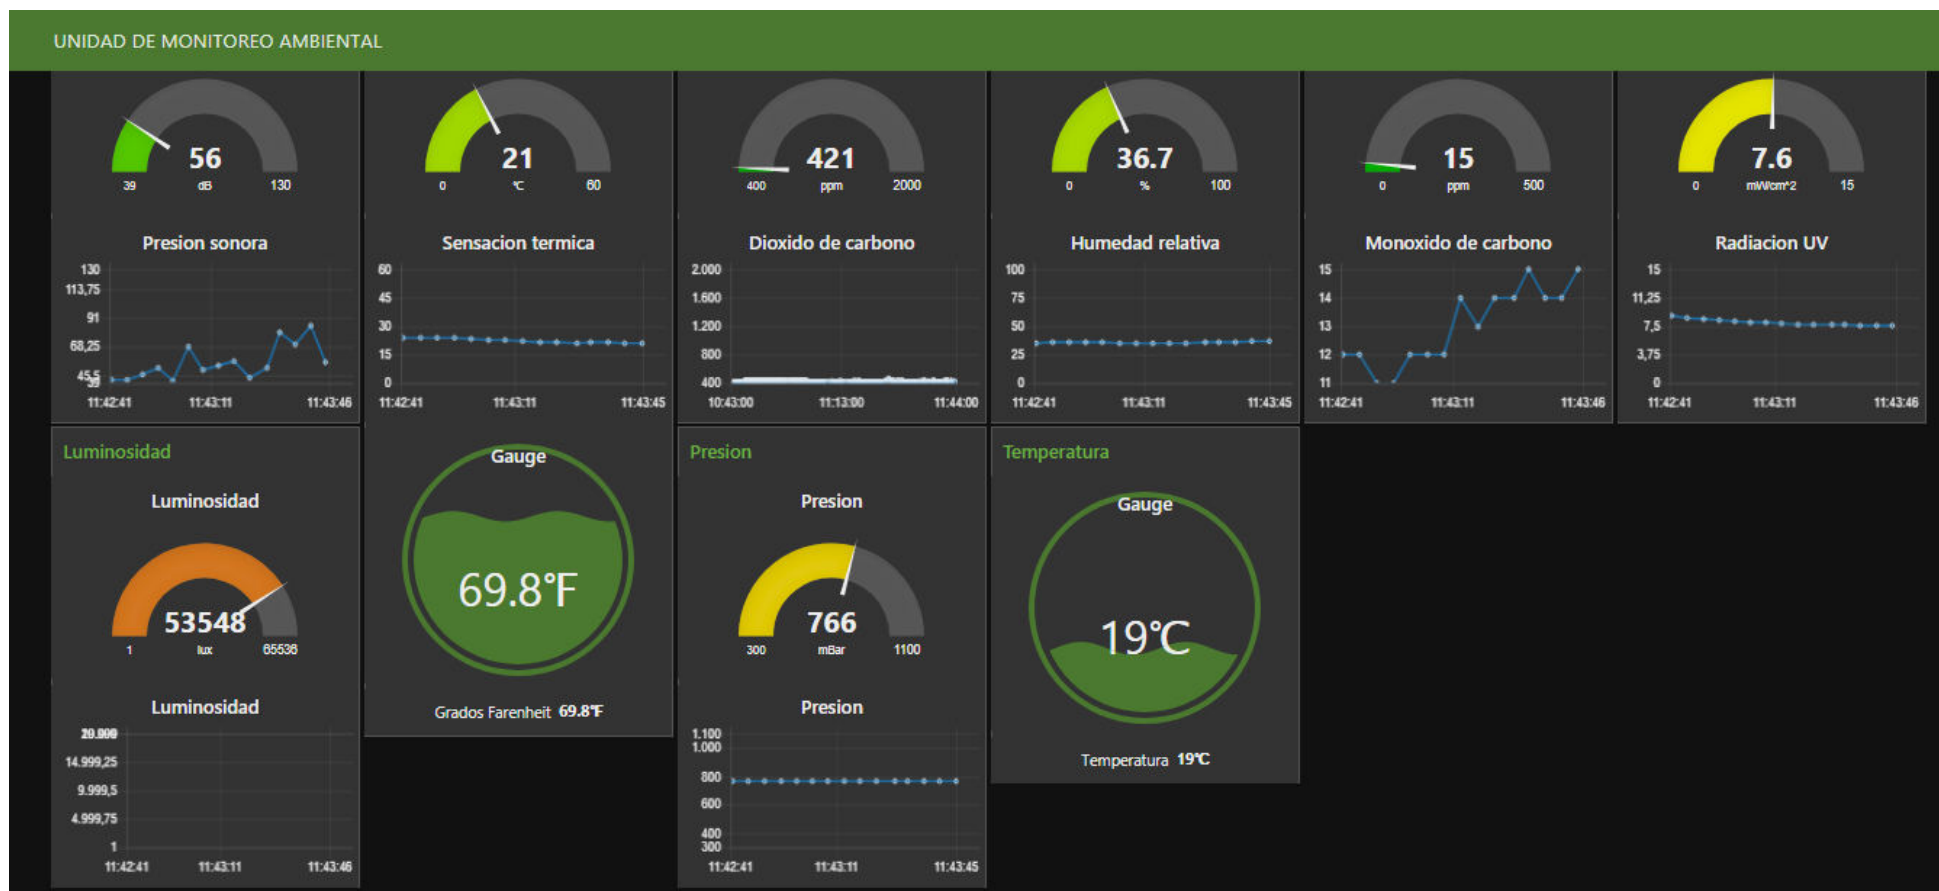 UNIDAD DE MONITOREO AMBIENTAL
56
39 dB 130
Presion sonora
130
113,75
91
68,25
45,5
39
11:42:41 11:43:11 11:43:46
21
0 °C 60
Sensacion termica
60
45
30
15
0
11:42:41 11:43:11 11:43:45
421
400 ppm 2000
Dioxido de carbono
2.000
1.600
1.200
800
400
10:43:00 11:13:00 11:44:00
36.7
0 % 100
Humedad relativa
100
75
50
25
0
11:42:41 11:43:11 11:43:45
15
0 ppm 500
Monoxido de carbono
15
14
13
12
11
11:42:41 11:43:11 11:43:46
7.6
0 mW/cm^2 15
Radiacion UV
15
11,25
7,5
3,75
0
11:42:41 11:43:11 11:43:46
Luminosidad
Luminosidad
53548
1 lux 65536
Luminosidad
14.999,25
9.999,5
4.999,75
1
11:42:41 11:43:11 11:43:46
Gauge
69.8°F
Grados Farenheit 69.8°F
Presion
Presion
766
300 mBar 1100
Presion
1.100
1.000
800
600
400
300
11:42:41 11:43:11 11:43:45
Temperatura
Gauge
19°C
Temperatura 19°C